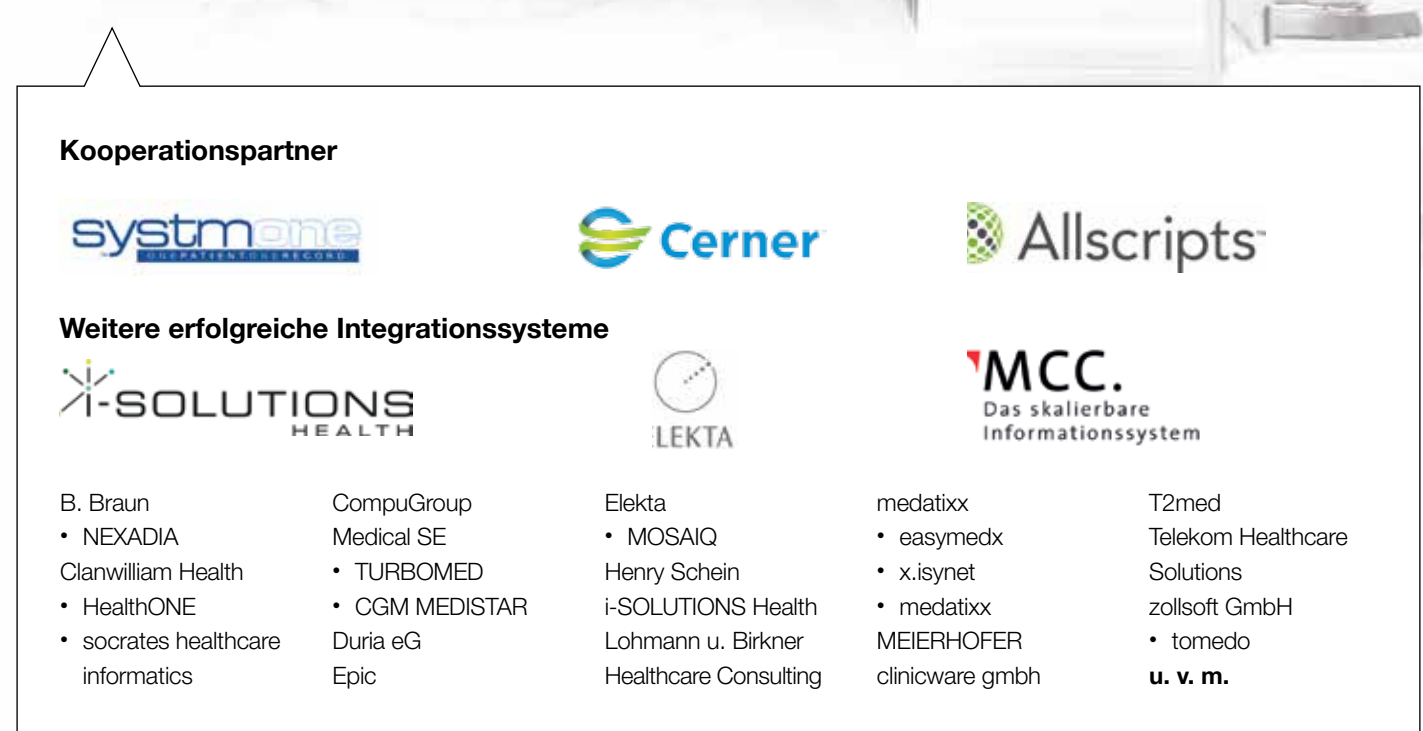 Kooperationspartner
systmone
ONEPATIENTONERECORD
Cerner
Allscripts
Weitere erfolgreiche Integrationssysteme
i-SOLUTIONS
HEALTH
ELEKTA
MCC.
Das skalierbare
Informationssystem
B. Braun
• NEXADIA
Clanwilliam Health
• HealthONE
• socrates healthcare
informatics
CompuGroup
Medical SE
• TURBOMED
• CGM MEDISTAR
Duria eG
Epic
Elekta
• MOSAIQ
Henry Schein
i-SOLUTIONS Health
Lohmann u. Birkner
Healthcare Consulting
medatixx
• easymedx
• x.isynet
• medatixx
MEIERHOFER
clinicware gmbh
T2med
Telekom Healthcare
Solutions
zollsoft GmbH
• tomedo
u. v. m.